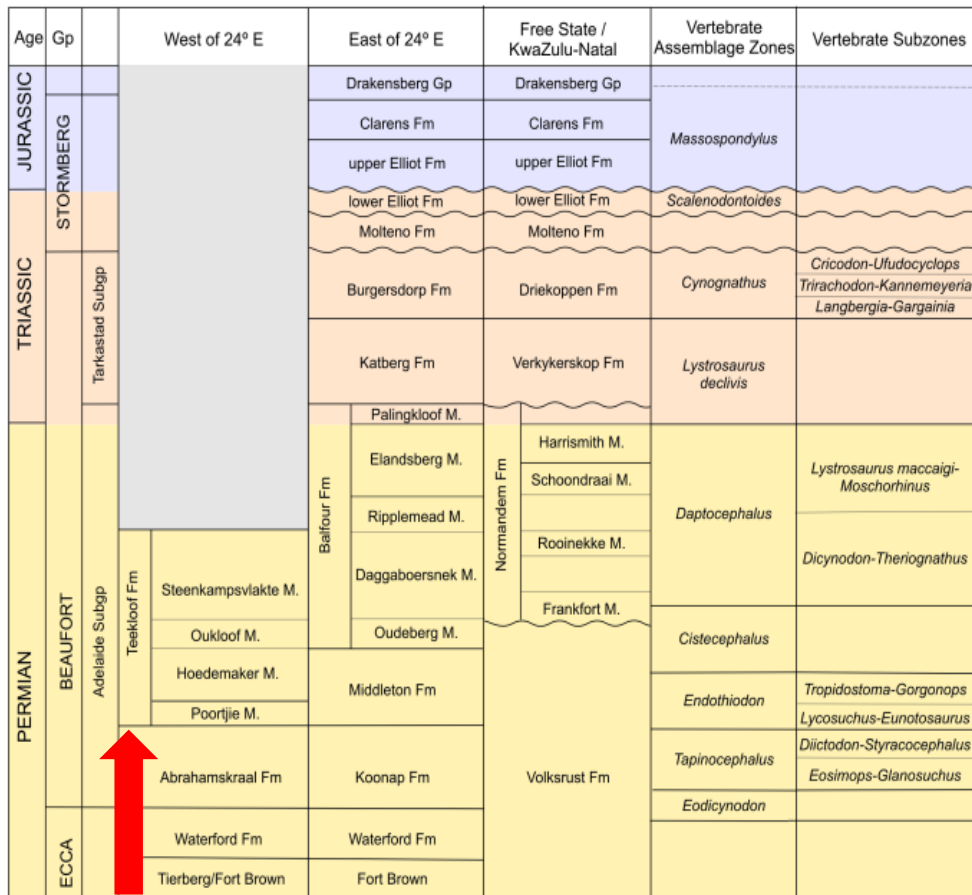 Age Gp West of 24º E East of 24º E Free State / KwaZulu-Natal Vertebrate Assemblage Zones Vertebrate Subzones
JURASSIC
TRIASSIC
PERMIAN
STORMBERG
BEAUFORT
ECCA
Tarkastad Subgp
Adelaide Subgp
Teekloof Fm
Steenkampsvlakte M.
Oukloof M.
Hoedemaker M.
Poortjie M.
Abrahamskraal Fm
Waterford Fm
Tierberg/Fort Brown
Drakensberg Gp
Clarens Fm
upper Elliot Fm
lower Elliot Fm
Molteno Fm
Burgersdorp Fm
Katberg Fm
Balfour Fm
Palingkloof M.
Elandsberg M.
Ripplemead M.
Daggaboersnek M.
Oudeberg M.
Middleton Fm
Koonap Fm
Waterford Fm
Fort Brown
Drakensberg Gp
Clarens Fm
upper Elliot Fm
lower Elliot Fm
Molteno Fm
Driekoppen Fm
Verkykerskop Fm
Normandem Fm
Harrismith M.
Schoondraai M.
Rooinekke M.
Frankfort M.
Volksrust Fm
Massospondylus
Scalenodontoides
Cynognathus
Lystrosaurus
declivis
Daptocephalus
Cistecephalus
Endothiodon
Tapinocephalus
Eodicynodon
Cricodon-Ufudocyclops
Trirachodon-Kannemeyeria
Langbergia-Gargainia
Lystrosaurus maccaigi-
Moschorhinus
Dicynodon-Theriognathus
Tropidostoma-Gorgonops
Lycosuchus-Eunotosaurus
Diictodon-Styracocephalus
Eosimops-Glanosuchus